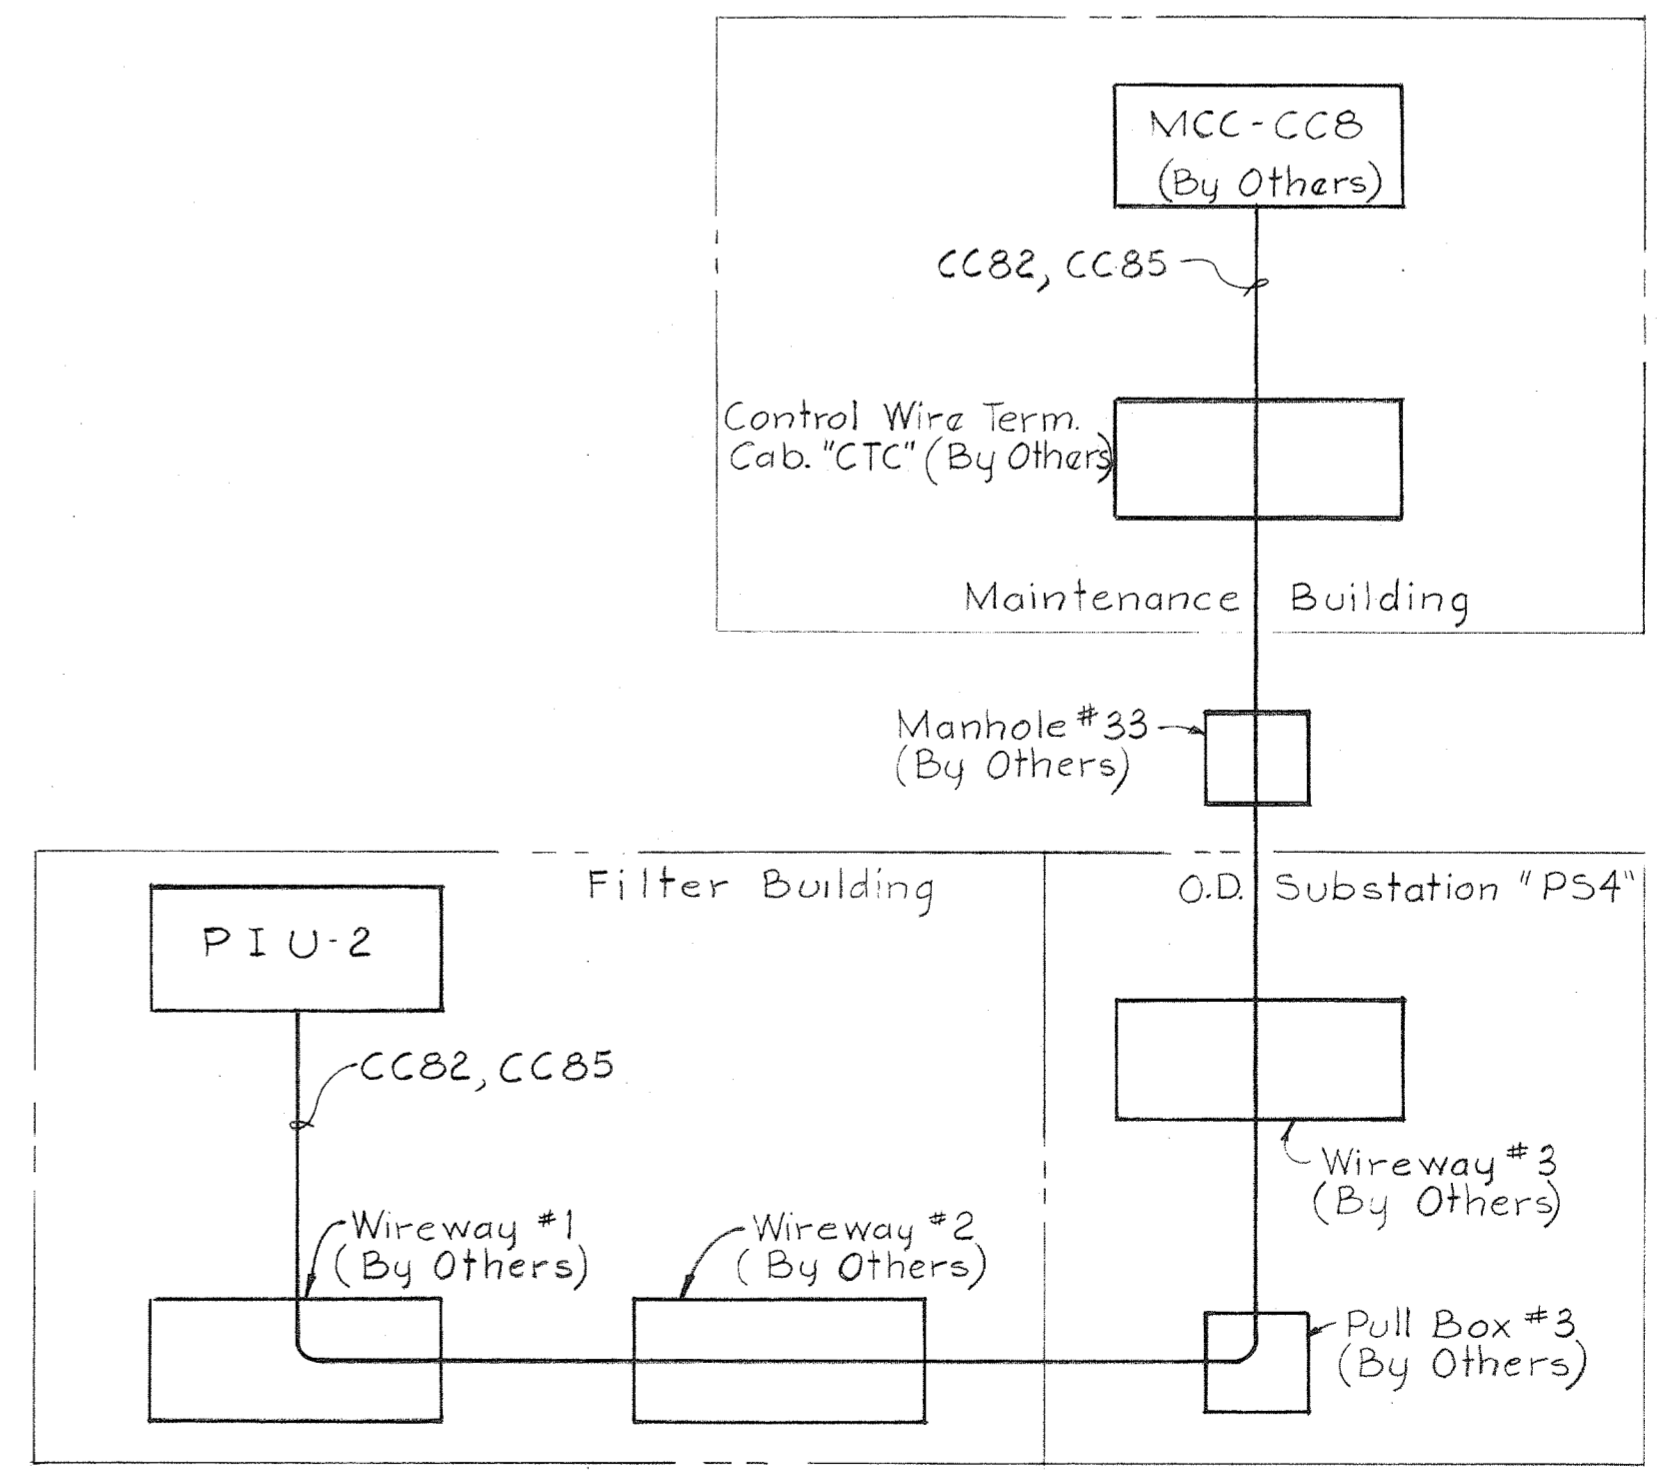 MCC-CC8
(By Others)
CC82, CC85
Control Wire Term.
Cab. "CTC" (By Others)
Maintenance Building
Manhole #33
(By Others)
Filter Building
O.D. Substation "PS4"
PIU-2
CC82, CC85
Wireway #3
(By Others)
Wireway #1
(By Others)
Wireway #2
(By Others)
Pull Box #3
(By Others)